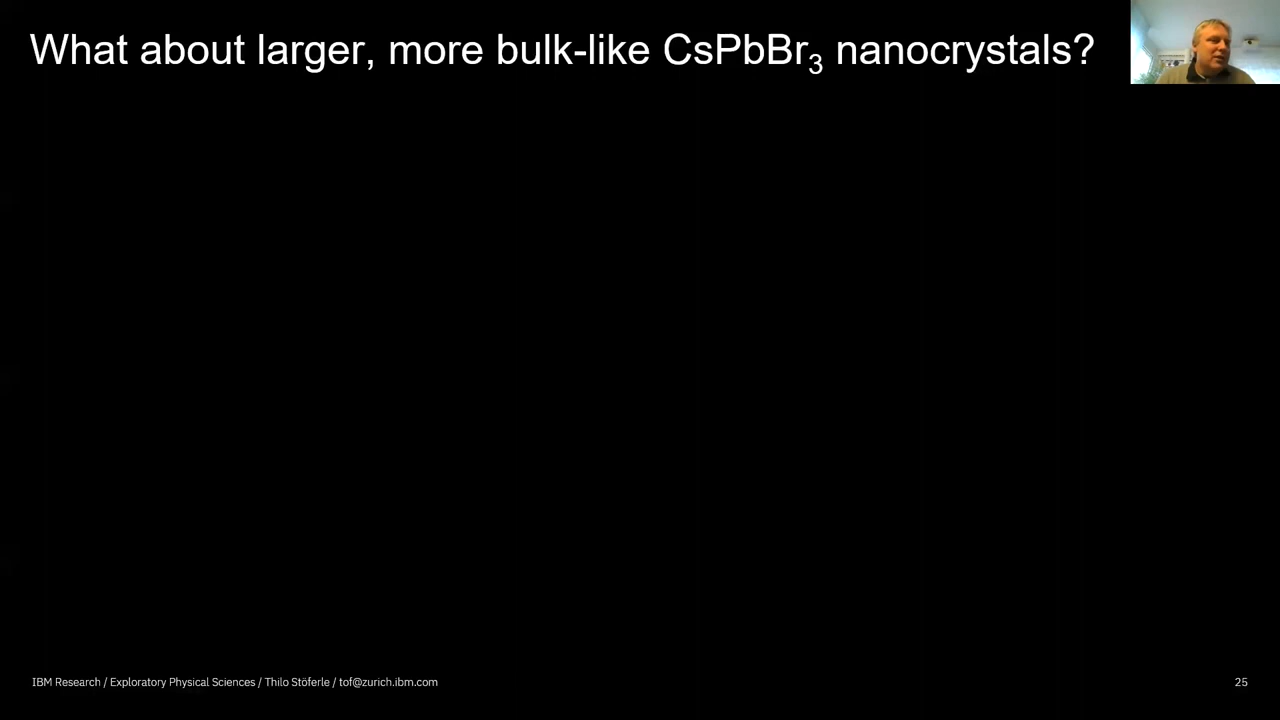 What about larger, more bulk-like CsPbBr₃ nanocrystals?
IBM Research / Exploratory Physical Sciences / Thilo Stöferle / tof@zurich.ibm.com
25